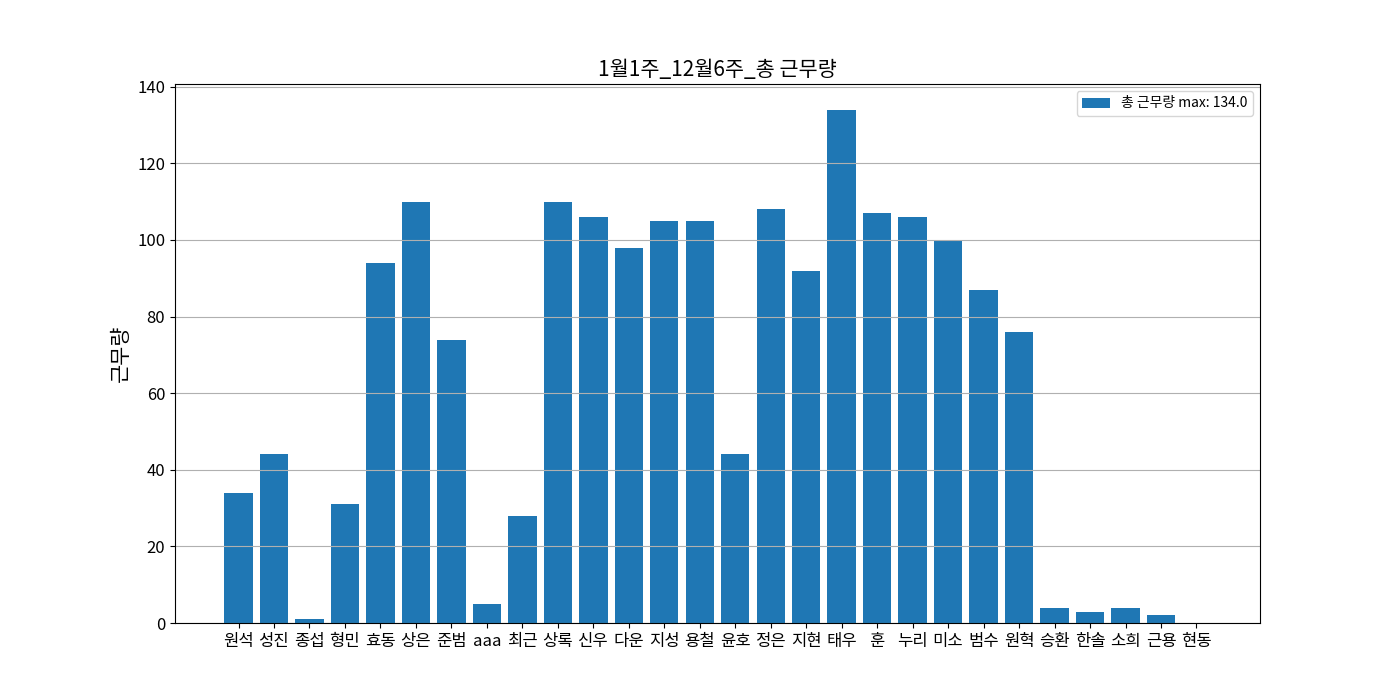 1월1주_12월6주_총 근무량
총 근무량 max: 134.0
근무량
140
120
100
80
60
40
20
0
원석 성진 종섭 형민 효동 상은 준범 aaa 최근 상록 신우 다운 지성 용철 윤호 정은 지현 태우 훈 누리 미소 범수 원혁 승환 한솔 소희 근용 현동